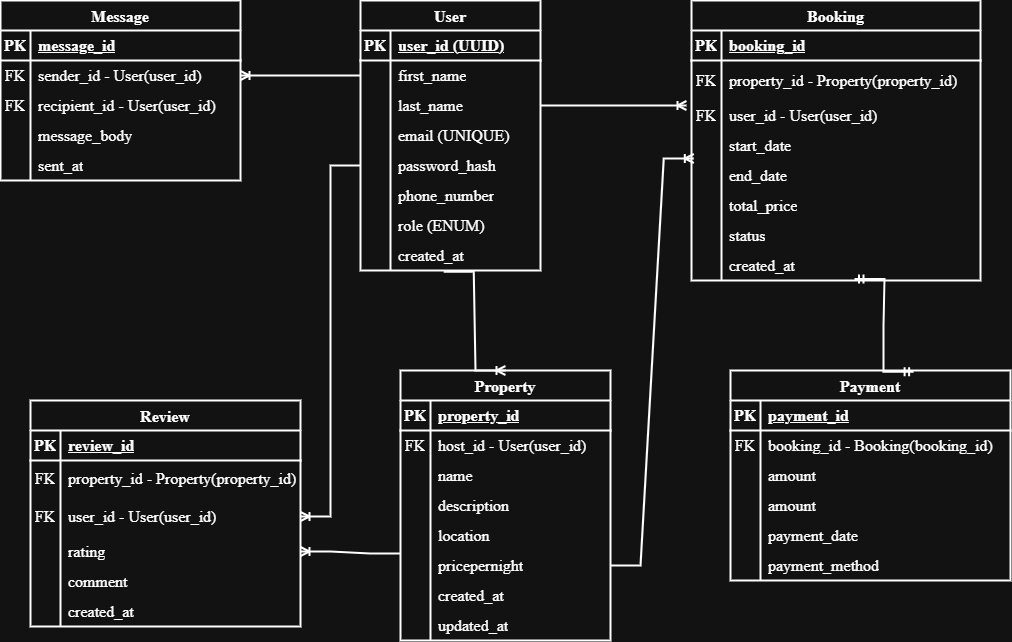 Message
PK message_id
FK sender_id - User(user_id)
FK recipient_id - User(user_id)
message_body
sent_at
User
PK user_id (UUID)
first_name
last_name
email (UNIQUE)
password_hash
phone_number
role (ENUM)
created_at
Booking
PK booking_id
FK property_id - Property(property_id)
FK user_id - User(user_id)
start_date
end_date
total_price
status
created_at
Review
PK review_id
FK property_id - Property(property_id)
FK user_id - User(user_id)
rating
comment
created_at
Property
PK property_id
FK host_id - User(user_id)
name
description
location
pricepernight
created_at
updated_at
Payment
PK payment_id
FK booking_id - Booking(booking_id)
amount
amount
payment_date
payment_method